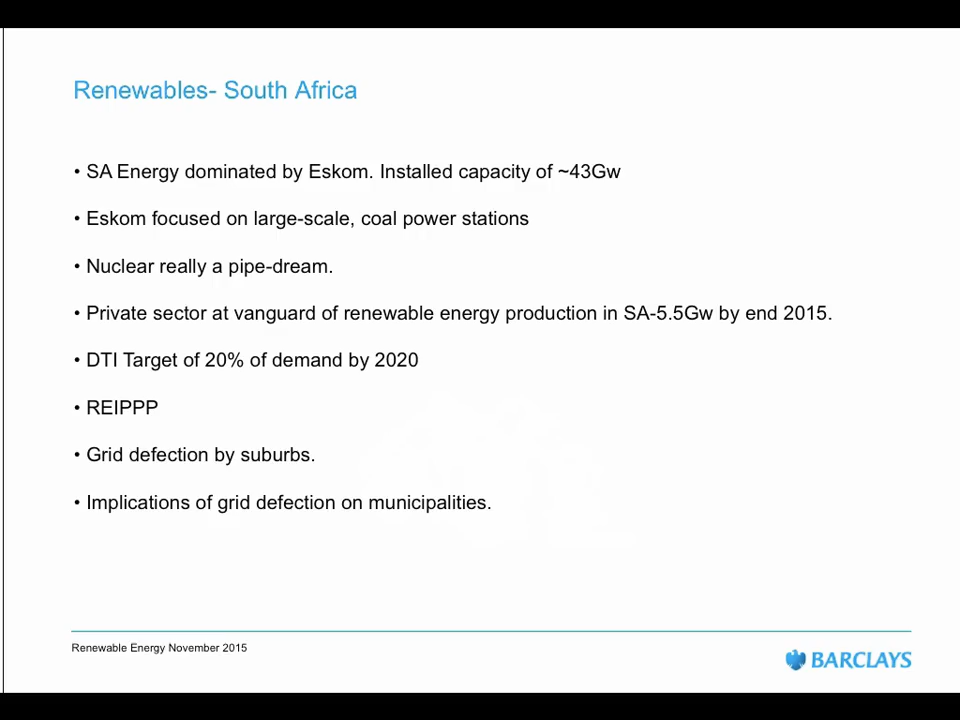 Renewables- South Africa
• SA Energy dominated by Eskom. Installed capacity of ~43Gw
• Eskom focused on large-scale, coal power stations
• Nuclear really a pipe-dream.
• Private sector at vanguard of renewable energy production in SA-5.5Gw by end 2015.
• DTI Target of 20% of demand by 2020
• REIPPP
• Grid defection by suburbs.
• Implications of grid defection on municipalities.
Renewable Energy November 2015
BARCLAYS